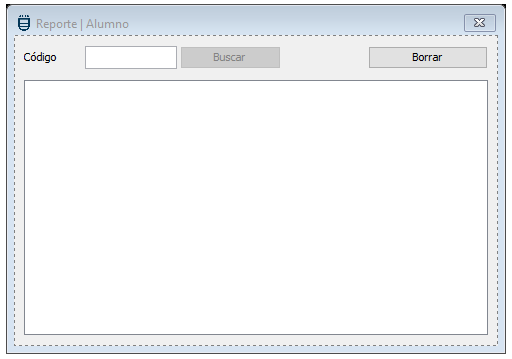 Reporte | Alumno
Código
Buscar
Borrar